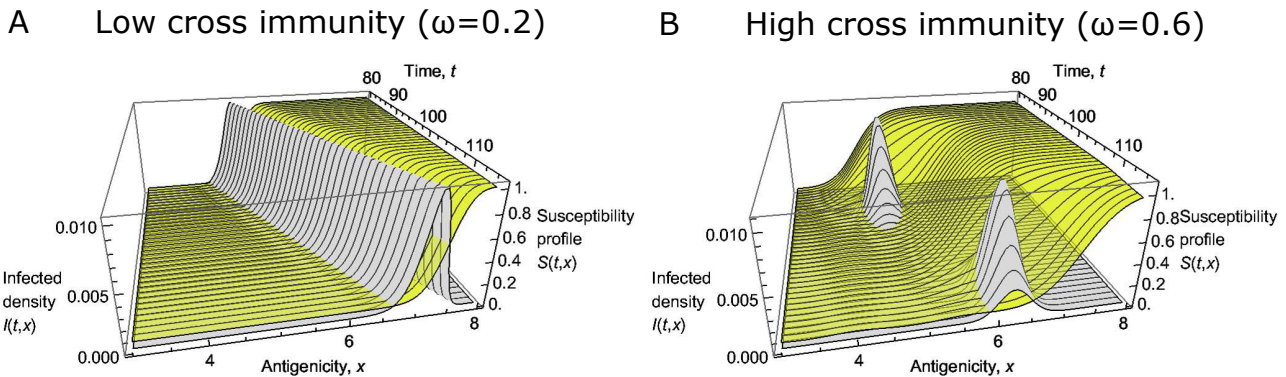 A Low cross immunity (ω=0.2)
Time, t
80
90
100
110
1.
0.8
0.6
0.4
0.2
0.
Susceptibility
profile
S(t,x)
0.010
0.005
0.000
Infected
density
I(t,x)
4
6
8
Antigenicity, x
B High cross immunity (ω=0.6)
Time, t
80
90
100
110
1.
0.8
0.6
0.4
0.2
0.
Susceptibility
profile
S(t,x)
0.010
0.005
0.000
Infected
density
I(t,x)
4
6
8
Antigenicity, x